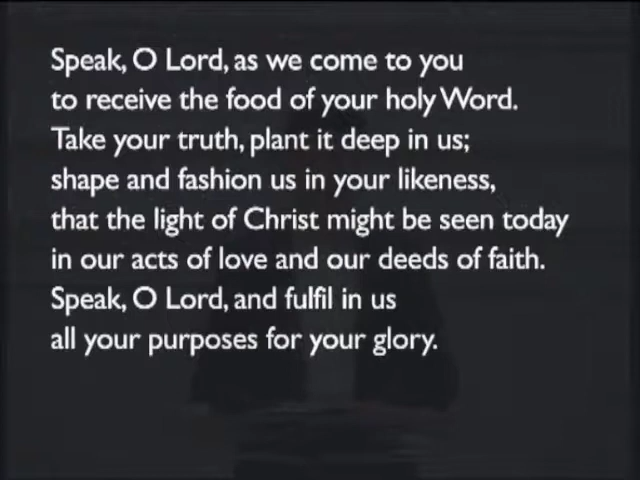 Speak, O Lord, as we come to you
to receive the food of your holy Word.
Take your truth, plant it deep in us;
shape and fashion us in your likeness,
that the light of Christ might be seen today
in our acts of love and our deeds of faith.
Speak, O Lord, and fulfil in us
all your purposes for your glory.